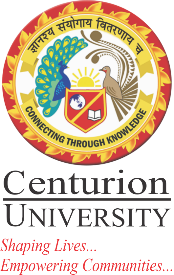 ज्ञानस्य संयोगाय वितरणाय च
CONNECTING THROUGH KNOWLEDGE
Centurion
UNIVERSITY
Shaping Lives...
Empowering Communities...